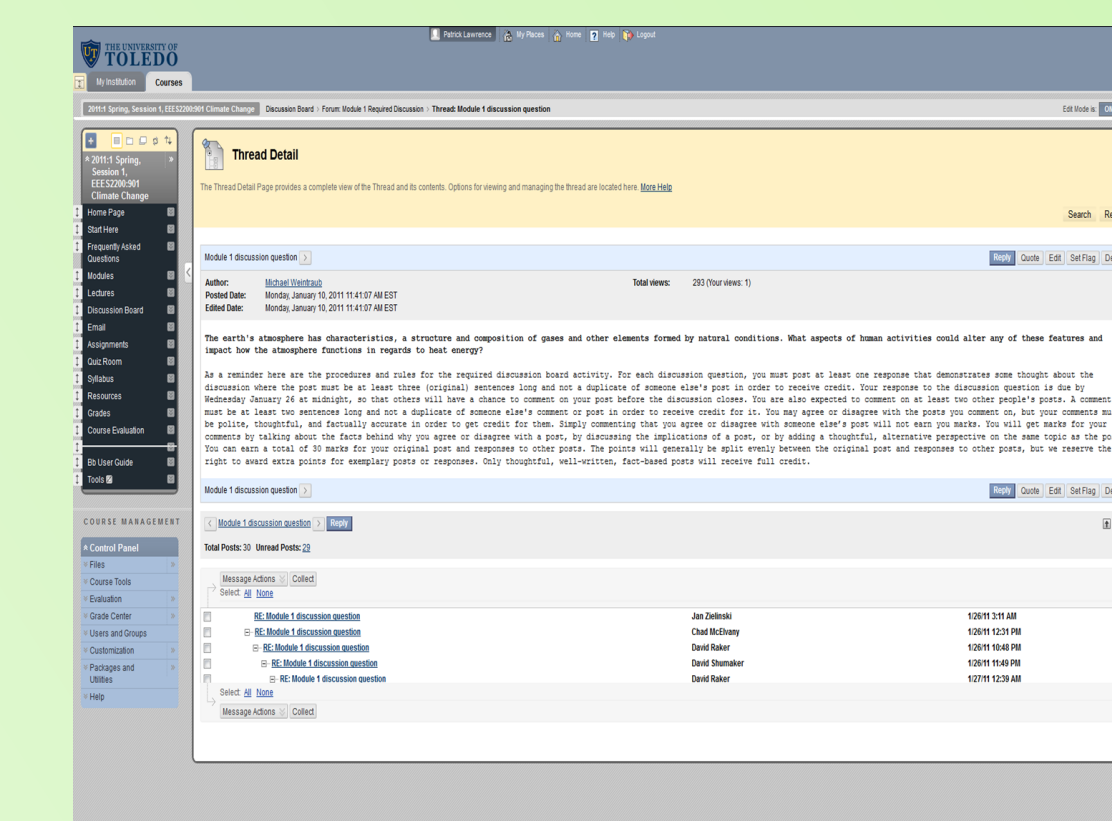 Patrick Lawrence My Places Home Help Logout
THE UNIVERSITY OF
TOLEDO
My Institution Courses
2011:1 Spring, Session 1, EEES2200:901 Climate Change Discussion Board > Forum: Module 1 Required Discussion > Thread: Module 1 discussion question Edit Mode is:
2011:1 Spring,
Session 1,
EEES2200:901
Climate Change
Home Page
Start Here
Frequently Asked
Questions
Modules
Lectures
Discussion Board
Email
Assignments
Quiz Room
Syllabus
Resources
Grades
Course Evaluation
Bb User Guide
Tools
COURSE MANAGEMENT
Control Panel
Files
Course Tools
Evaluation
Grade Center
Users and Groups
Customization
Packages and
Utilities
Help
Thread Detail
The Thread Detail Page provides a complete view of the Thread and its contents. Options for viewing and managing the thread are located here. More Help
Search Re
Module 1 discussion question Reply Quote Edit Set Flag De
Author: Michael Weintraub Total views: 293 (Your views: 1)
Posted Date: Monday, January 10, 2011 11:41:07 AM EST
Edited Date: Monday, January 10, 2011 11:41:07 AM EST
The earth's atmosphere has characteristics, a structure and composition of gases and other elements formed by natural conditions. What aspects of human activities could alter any of these features and
impact how the atmosphere functions in regards to heat energy?
As a reminder here are the procedures and rules for the required discussion board activity. For each discussion question, you must post at least one response that demonstrates some thought about the
discussion where the post must be at least three (original) sentences long and not a duplicate of someone else's post in order to receive credit. Your response to the discussion question is due by
Wednesday January 26 at midnight, so that others will have a chance to comment on your post before the discussion closes. You are also expected to comment on at least two other people's posts. A comment
must be at least two sentences long and not a duplicate of someone else's comment or post in order to receive credit for it. You may agree or disagree with the posts you comment on, but your comments mu
be polite, thoughtful, and factually accurate in order to get credit for them. Simply commenting that you agree or disagree with someone else's post will not earn you marks. You will get marks for your
comments by talking about the facts behind why you agree or disagree with a post, by discussing the implications of a post, or by adding a thoughtful, alternative perspective on the same topic as the po
You can earn a total of 30 marks for your original post and responses to other posts. The points will generally be split evenly between the original post and responses to other posts, but we reserve the
right to award extra points for exemplary posts or responses. Only thoughtful, well-written, fact-based posts will receive full credit.
Module 1 discussion question Reply Quote Edit Set Flag De
Module 1 discussion question Reply
Total Posts: 30 Unread Posts: 29
Message Actions Collect
Select: All None
RE: Module 1 discussion question Jan Zielinski 1/26/11 3:11 AM
RE: Module 1 discussion question Chad McElvany 1/26/11 12:31 PM
RE: Module 1 discussion question David Raker 1/26/11 10:48 PM
RE: Module 1 discussion question David Shumaker 1/26/11 11:49 PM
RE: Module 1 discussion question David Raker 1/27/11 12:39 AM
Select: All None
Message Actions Collect